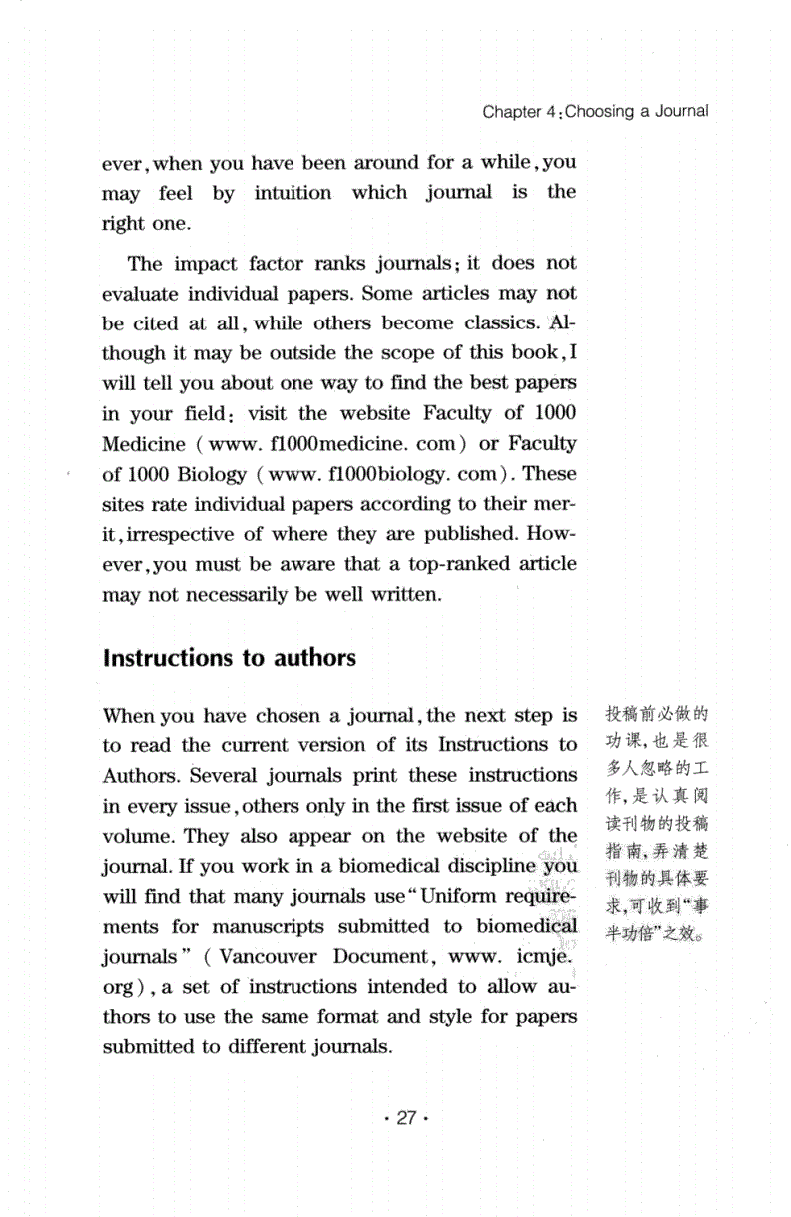 Chapter 4:Choosing a Journal
ever,when you have been around for a while,you
may feel by intuition which journal is the
right one.
The impact factor ranks journals; it does not
evaluate individual papers. Some articles may not
be cited at all, while others become classics. Al-
though it may be outside the scope of this book,I
will tell you about one way to find the best papers
in your field: visit the website Faculty of 1000
Medicine (www. f1000medicine. com) or Faculty
of 1000 Biology (www. f1000biology. com). These
sites rate individual papers according to their mer-
it,irrespective of where they are published. How-
ever,you must be aware that a top-ranked article
may not necessarily be well written.
Instructions to authors
When you have chosen a journal,the next step is
to read the current version of its Instructions to
Authors. Several journals print these instructions
in every issue,others only in the first issue of each
volume. They also appear on the website of the
journal. If you work in a biomedical discipline you
will find that many journals use"Uniform require-
ments for manuscripts submitted to biomedical
journals" (Vancouver Document, www. icmje.
org), a set of instructions intended to allow au-
thors to use the same format and style for papers
submitted to different journals.
投稿前必做的
功课,也是很
多人忽略的工
作,是认真阅
读刊物的投稿
指南,弄清楚
刊物的具体要
求,可收到“事
半功倍”之效。
· 27 ·